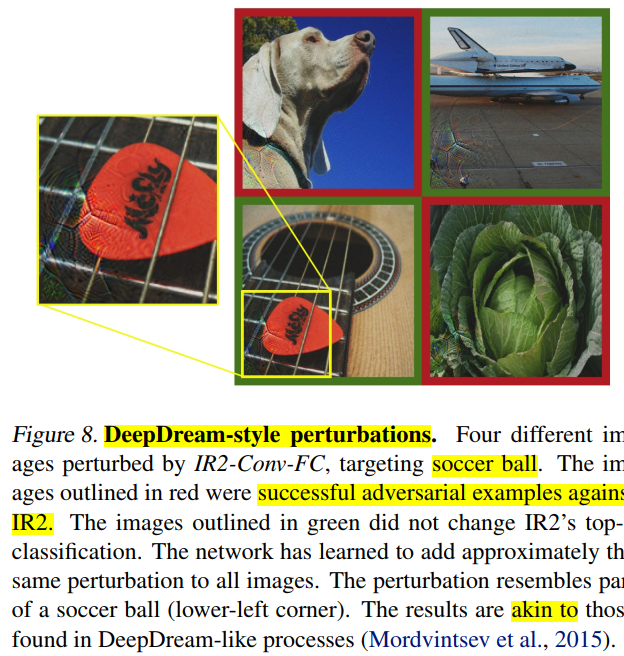 McFly
Figure 8. DeepDream-style perturbations. Four different im
ages perturbed by IR2-Conv-FC, targeting soccer ball. The im
ages outlined in red were successful adversarial examples agains
IR2. The images outlined in green did not change IR2's top-
classification. The network has learned to add approximately th
same perturbation to all images. The perturbation resembles par
of a soccer ball (lower-left corner). The results are akin to thos
found in DeepDream-like processes (Mordvintsev et al., 2015).